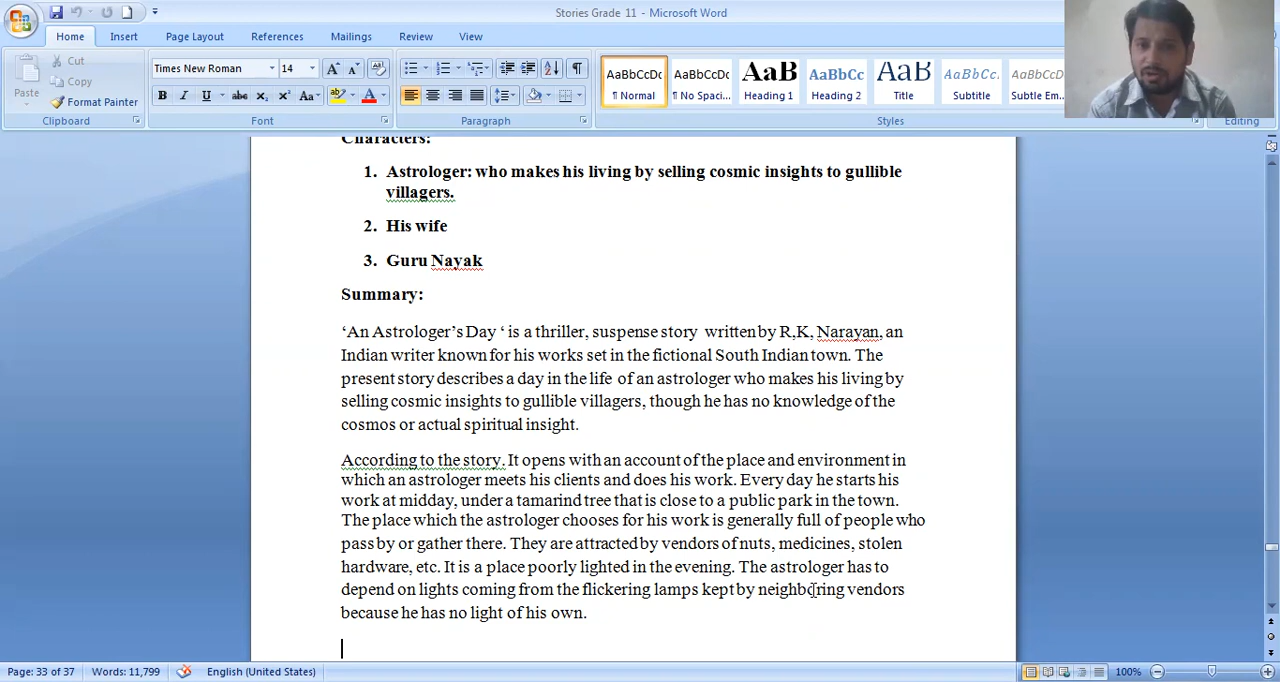 Stories Grade 11 - Microsoft Word
Home Insert Page Layout References Mailings Review View
Cut
Copy
Paste
Format Painter
Clipboard
Times New Roman 14
Font
Paragraph
AaBbCcDc AaBbCcDc AaB AaBbCc AaB AaBbCc. AaBbCcDc
¶ Normal ¶ No Spaci... Heading 1 Heading 2 Title Subtitle Subtle Em...
Styles
Editing
Characters:
1. Astrologer: who makes his living by selling cosmic insights to gullible
villagers.
2. His wife
3. Guru Nayak
Summary:
‘An Astrologer’s Day ‘ is a thriller, suspense story written by R,K, Narayan, an
Indian writer known for his works set in the fictional South Indian town. The
present story describes a day in the life of an astrologer who makes his living by
selling cosmic insights to gullible villagers, though he has no knowledge of the
cosmos or actual spiritual insight.
According to the story. It opens with an account of the place and environment in
which an astrologer meets his clients and does his work. Every day he starts his
work at midday, under a tamarind tree that is close to a public park in the town.
The place which the astrologer chooses for his work is generally full of people who
pass by or gather there. They are attracted by vendors of nuts, medicines, stolen
hardware, etc. It is a place poorly lighted in the evening. The astrologer has to
depend on lights coming from the flickering lamps kept by neighboring vendors
because he has no light of his own.
Page: 33 of 37 Words: 11,799 English (United States) 100%